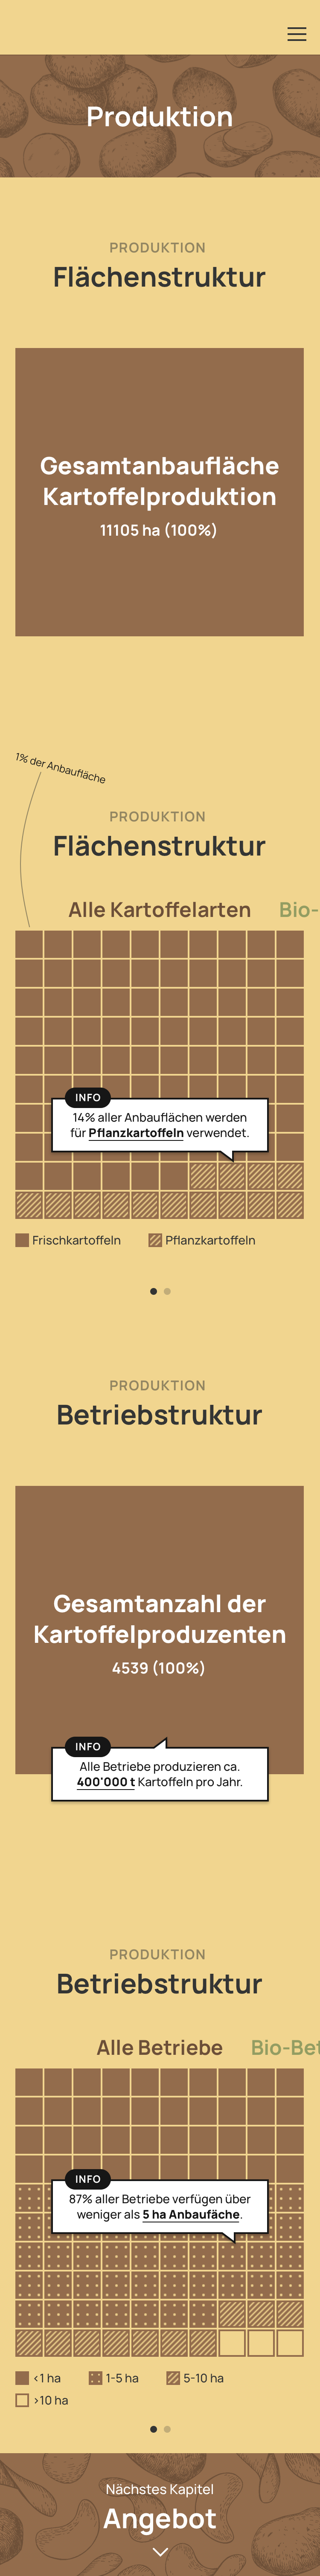 Produktion
PRODUKTION
Flächenstruktur
Gesamtanbaufläche
Kartoffelproduktion
11105 ha (100%)
1% der Anbaufläche
PRODUKTION
Flächenstruktur
Alle Kartoffelarten Bio-
INFO
14% aller Anbauflächen werden
für Pflanzkartoffeln verwendet.
Frischkartoffeln Pflanzkartoffeln
PRODUKTION
Betriebstruktur
Gesamtanzahl der
Kartoffelproduzenten
4539 (100%)
INFO
Alle Betriebe produzieren ca.
400'000 t Kartoffeln pro Jahr.
PRODUKTION
Betriebstruktur
Alle Betriebe Bio-Bet
INFO
87% aller Betriebe verfügen über
weniger als 5 ha Anbaufäche.
<1 ha 1-5 ha 5-10 ha
>10 ha
Nächstes Kapitel
Angebot